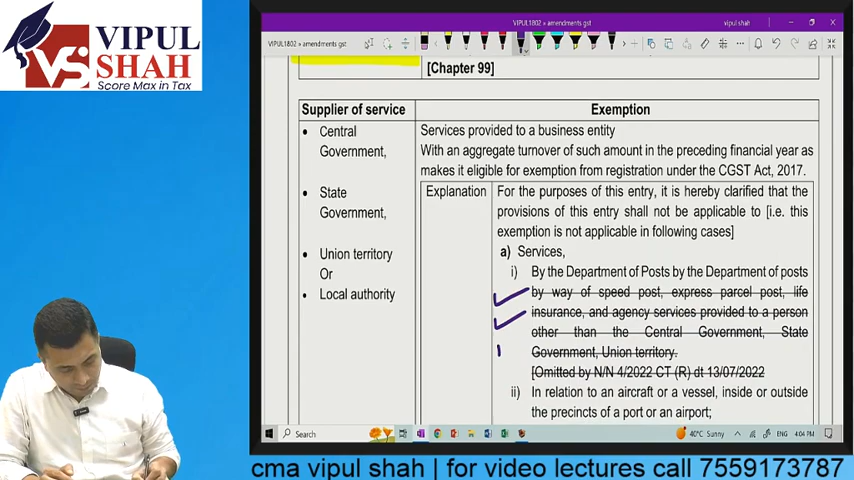 VIPUL
SHAH
Score Max in Tax
VS
VIPUL1802 » amendments gst
vipul shah
VIPUL1802 » amendments gst
[Chapter 99]
Supplier of service
Exemption
• Central Government,
• State Government,
• Union territory
Or
• Local authority
Services provided to a business entity
With an aggregate turnover of such amount in the preceding financial year as
makes it eligible for exemption from registration under the CGST Act, 2017.
Explanation
For the purposes of this entry, it is hereby clarified that the
provisions of this entry shall not be applicable to [i.e. this
exemption is not applicable in following cases]
a) Services,
i) By the Department of Posts by the Department of posts
by way of speed post, express parcel post, life
insurance, and agency services provided to a person
other than the Central Government, State
Government, Union territory.
[Omitted by N/N 4/2022 CT (R) dt 13/07/2022
ii) In relation to an aircraft or a vessel, inside or outside
the precincts of a port or an airport;
Search
40°C Sunny
ENG
4:04 PM
cma vipul shah | for video lectures call 7559173787